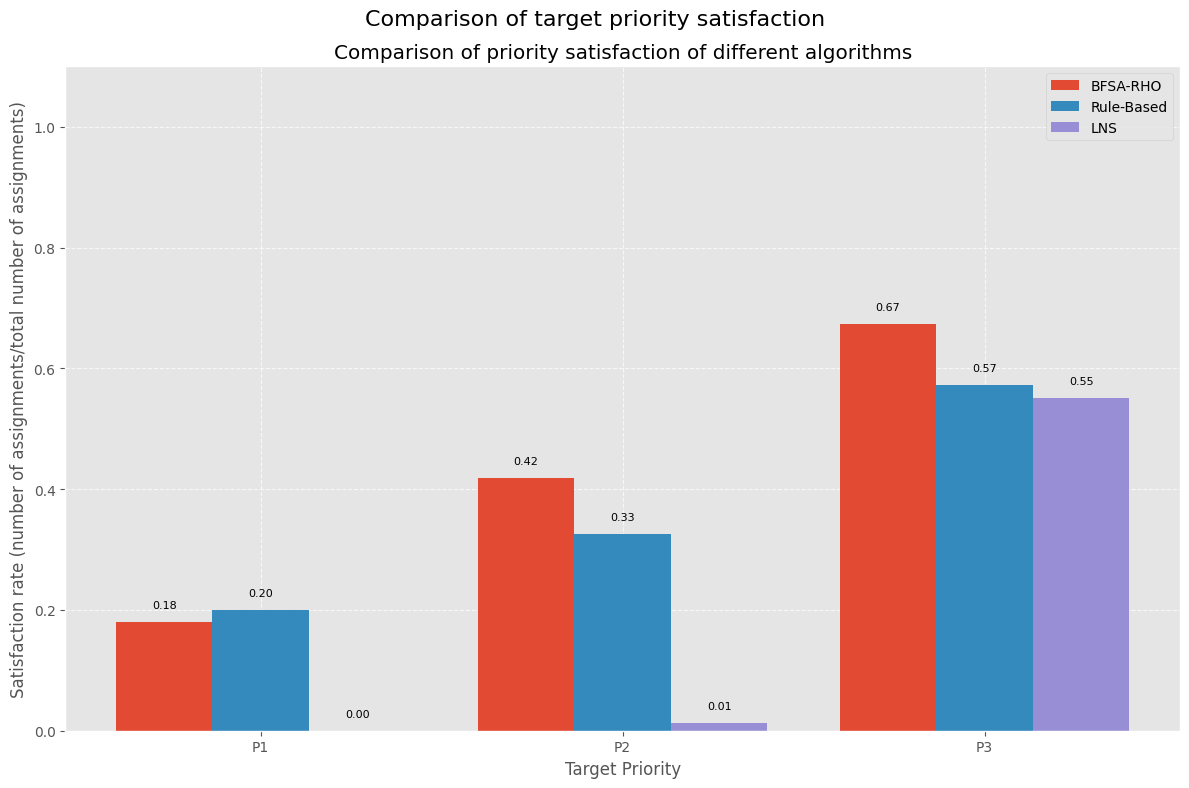 Comparison of target priority satisfaction
Comparison of priority satisfaction of different algorithms
BFSA-RHO
Rule-Based
LNS
Satisfaction rate (number of assignments/total number of assignments)
1.0
0.8
0.6
0.4
0.2
0.0
0.18
0.20
0.00
0.42
0.33
0.01
0.67
0.57
0.55
P1
P2
P3
Target Priority